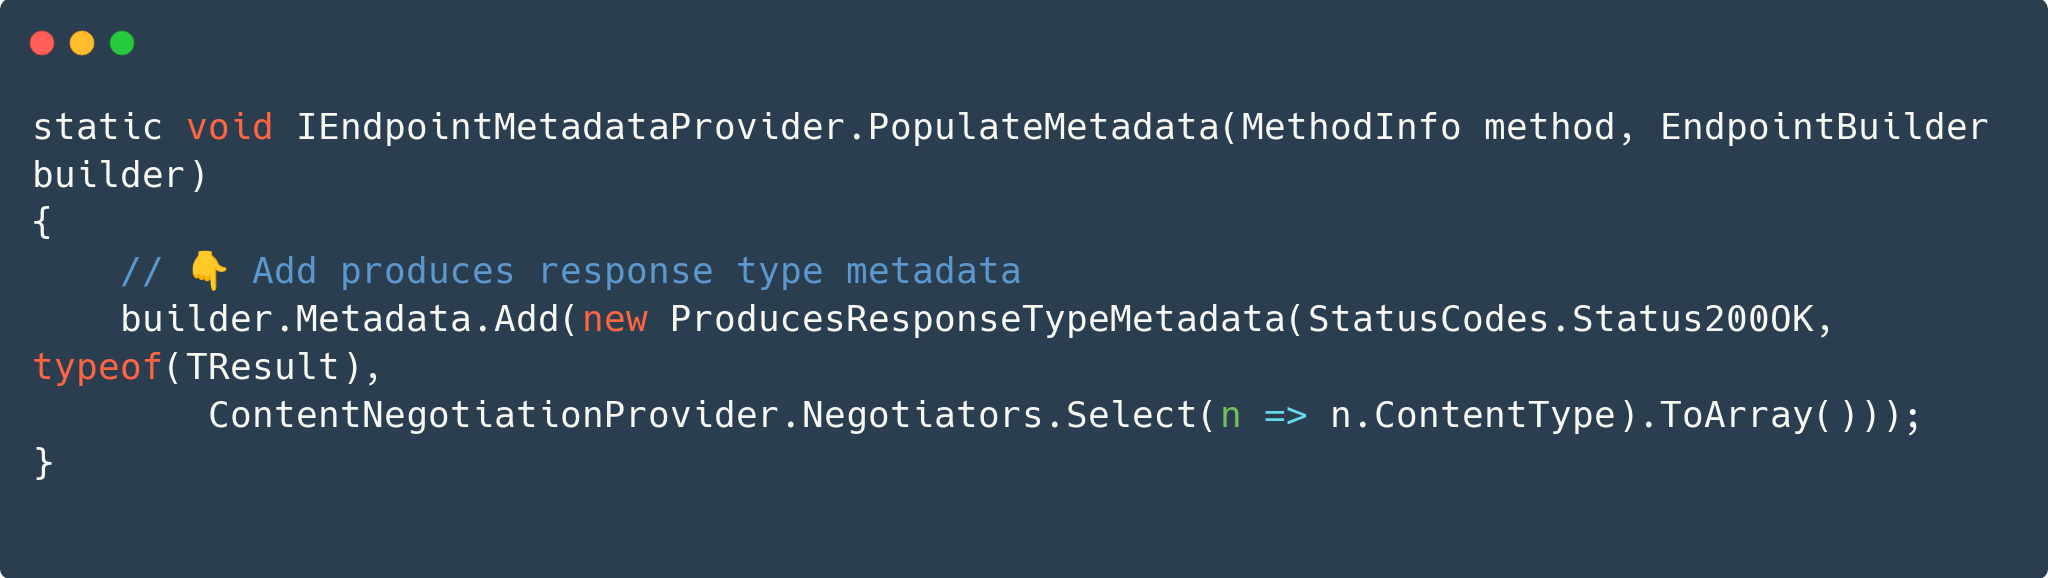 static void IEndpointMetadataProvider.PopulateMetadata(MethodInfo method, EndpointBuilder
builder)
{
    // 👇 Add produces response type metadata
    builder.Metadata.Add(new ProducesResponseTypeMetadata(StatusCodes.Status200OK,
typeof(TResult),
        ContentNegotiationProvider.Negotiators.Select(n => n.ContentType).ToArray()));
}